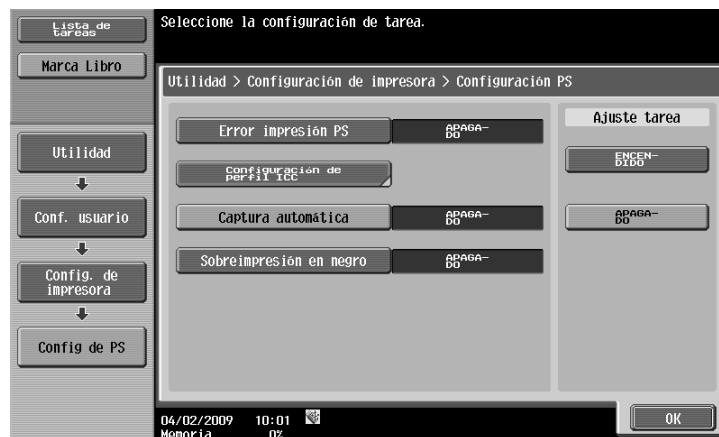 Lista de
tareas
Seleccione la configuración de tarea.
Marca Libro
Utilidad > Configuración de impresora > Configuración PS
Utilidad
Conf. usuario
Config. de
impresora
Config de PS
Error impresión PS
APAGA-
DO
Configuración de
perfil ICC
Captura automática
APAGA-
DO
Sobreimpresión en negro
APAGA-
DO
Ajuste tarea
ENCEN-
DIDO
APAGA-
DO
04/02/2009 10:01
Memoria 0%
OK